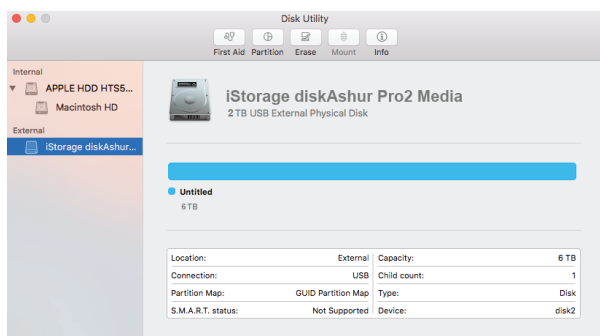 Disk Utility
First Aid Partition Erase Mount Info
Internal
APPLE HDD HTS5...
Macintosh HD
External
iStorage diskAshur...
iStorage diskAshur Pro2 Media
2 TB USB External Physical Disk
Untitled
6 TB
Location: External Capacity: 6 TB
Connection: USB Child count: 1
Partition Map: GUID Partition Map Type: Disk
S.M.A.R.T. status: Not Supported Device: disk2